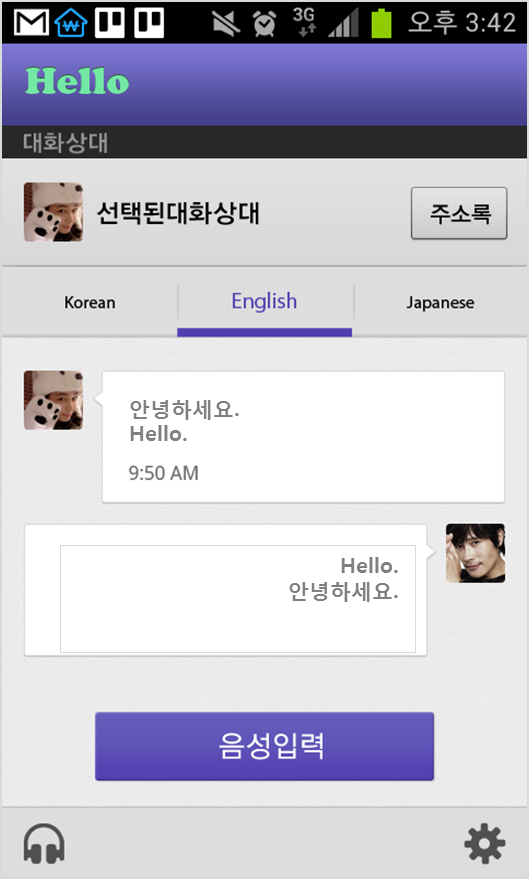 3G
오후 3:42
Hello
대화상대
선택된대화상대
주소록
Korean
English
Japanese
안녕하세요.
Hello.
9:50 AM
Hello.
안녕하세요.
음성입력